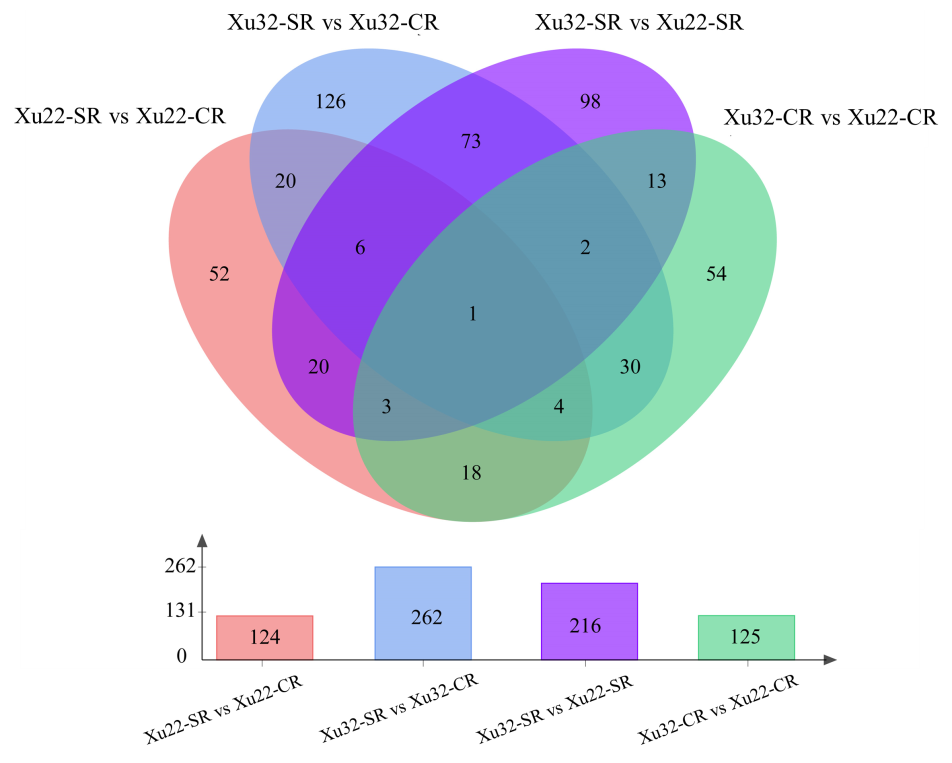 Xu32-SR vs Xu32-CR
Xu32-SR vs Xu22-SR
Xu22-SR vs Xu22-CR
Xu32-CR vs Xu22-CR
126
98
73
20
13
6
2
52
54
1
20
30
3
4
18
262
131
0
124
262
216
125
Xu22-SR vs Xu22-CR
Xu32-SR vs Xu32-CR
Xu32-SR vs Xu22-SR
Xu32-CR vs Xu22-CR